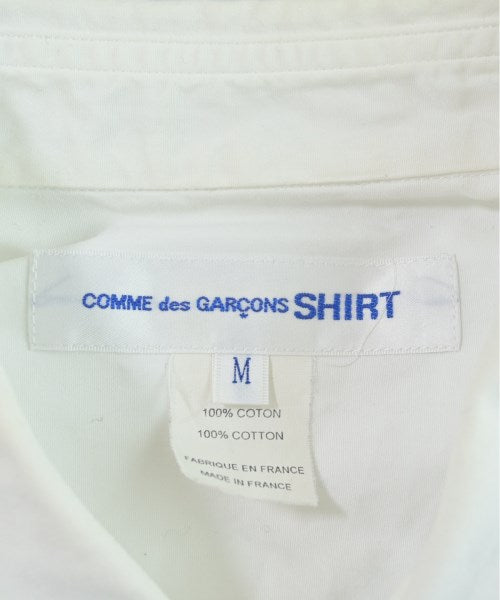 COMME des GARÇONS SHIRT
M
100% COTON
100% COTTON
FABRIQUE EN FRANCE
MADE IN FRANCE